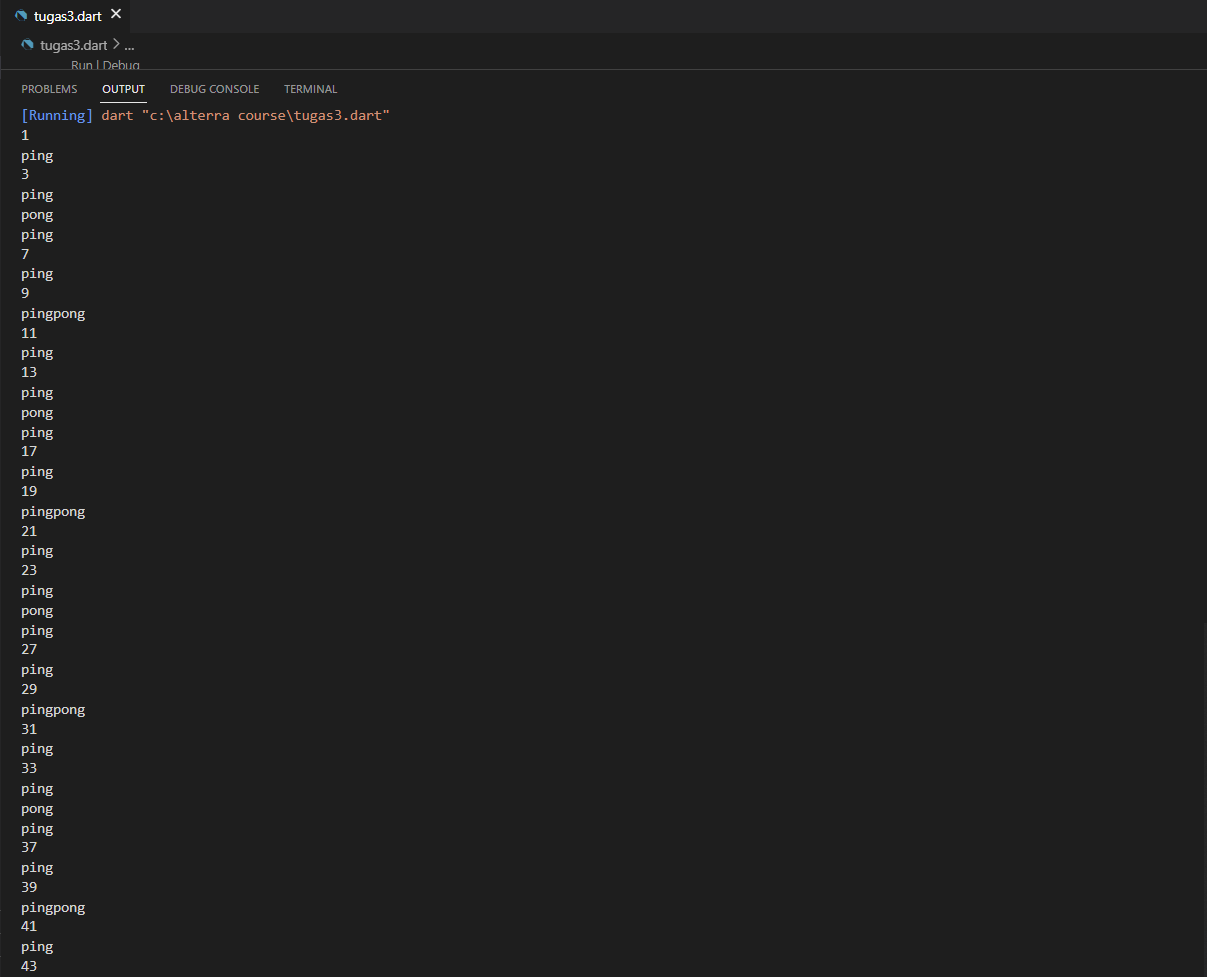 tugas3.dart
tugas3.dart > ...
Run | Debug
PROBLEMS OUTPUT DEBUG CONSOLE TERMINAL
[Running] dart "c:\alterra course\tugas3.dart"
1
ping
3
ping
pong
ping
7
ping
9
pingpong
11
ping
13
ping
pong
ping
17
ping
19
pingpong
21
ping
23
ping
pong
ping
27
ping
29
pingpong
31
ping
33
ping
pong
ping
37
ping
39
pingpong
41
ping
43